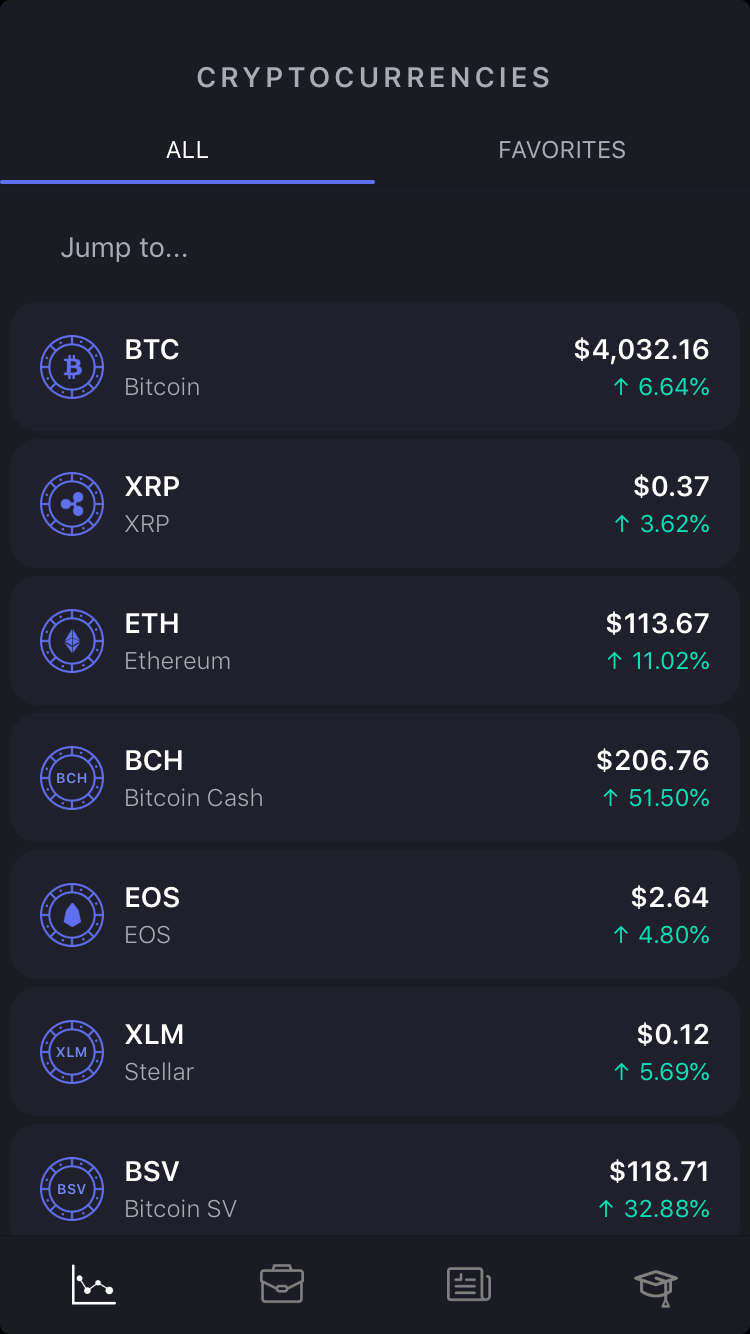 CRYPTOCURRENCIES
ALL FAVORITES
Jump to...
BTC $4,032.16
Bitcoin ↑ 6.64%
XRP $0.37
XRP ↑ 3.62%
ETH $113.67
Ethereum ↑ 11.02%
BCH BCH $206.76
Bitcoin Cash ↑ 51.50%
EOS $2.64
EOS ↑ 4.80%
XLM XLM $0.12
Stellar ↑ 5.69%
BSV BSV $118.71
Bitcoin SV ↑ 32.88%